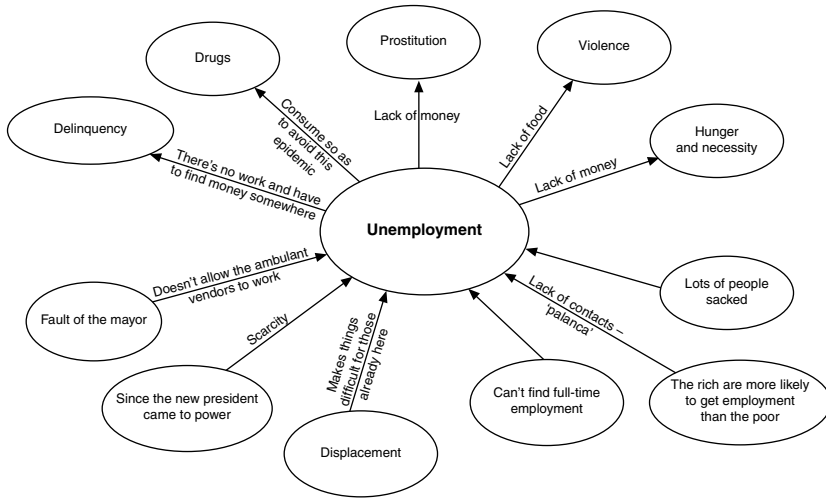 Prostitution
Violence
Drugs
Delinquency
Hunger
and necessity
Consume so as
to avoid this
epidemic
Lack of money
Lack of food
Lack of money
There's no work and have
to find money somewhere
Unemployment
Doesn't allow the ambulant
vendors to work
Fault of the mayor
Lots of people
sacked
Scarcity
Lack of contacts –
'palanca'
Since the new president
came to power
Makes things
difficult for those
already here
Displacement
Can't find full-time
employment
The rich are more likely
to get employment
than the poor